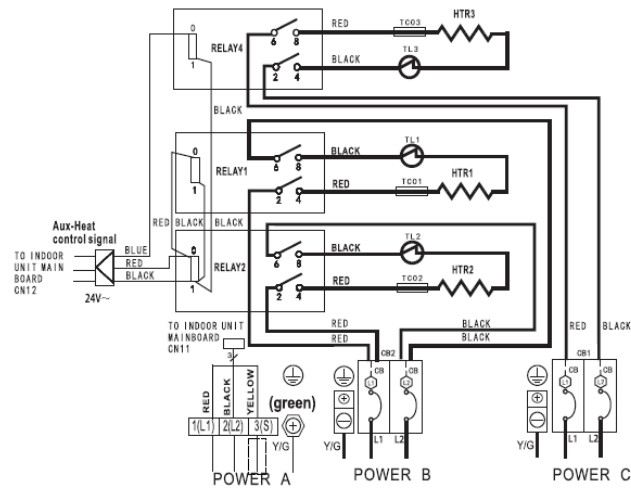 RED
TCO3
HTR3
0
6 8
RELAY4
1
2 4
BLACK
TL3
BLACK
TL1
0
6 8
BLACK
RELAY1
HTR1
1
2 4
RED
TCO1
RED BLACK BLACK
Aux-Heat
control signal
TL2
0
6 8
BLACK
TO INDOOR
UNIT MAIN
BOARD
CN12
BLUE
RED
BLACK
RELAY2
HTR2
1
2 4
RED
TCO2
24V~
TO INDOOR UNIT
MAINBOARD
CN11
RED
BLACK
RED
BLACK
RED BLACK
3
CB2
CB1
CB CB
CB CB
L1 L2
L1 L2
RED
BLACK
YELLOW
(green)
1(L1) 2(L2) 3(S)
Y/G
Y/G
L1 L2
Y/G
L1 L2
POWER A
POWER B
POWER C